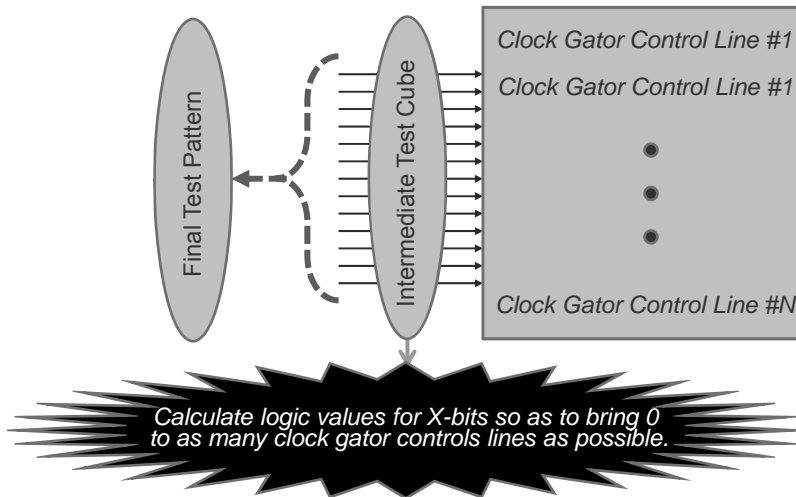 Final Test Pattern
Intermediate Test Cube
Clock Gator Control Line #1
Clock Gator Control Line #1
Clock Gator Control Line #N
Calculate logic values for X-bits so as to bring 0
to as many clock gator controls lines as possible.